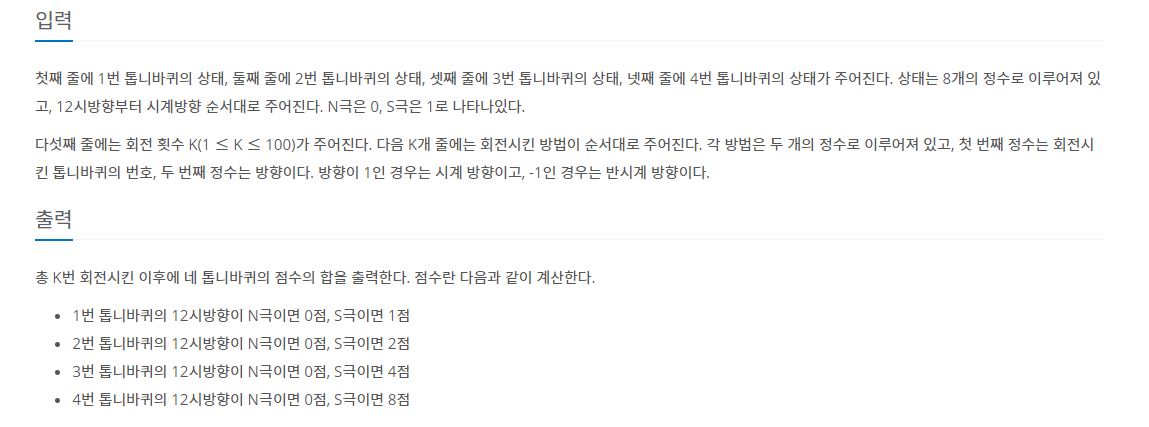 입력
첫째 줄에 1번 톱니바퀴의 상태, 둘째 줄에 2번 톱니바퀴의 상태, 셋째 줄에 3번 톱니바퀴의 상태, 넷째 줄에 4번 톱니바퀴의 상태가 주어진다. 상태는 8개의 정수로 이루어져 있
고, 12시방향부터 시계방향 순서대로 주어진다. N극은 0, S극은 1로 나타나있다.
다섯째 줄에는 회전 횟수 K(1 ≤ K ≤ 100)가 주어진다. 다음 K개 줄에는 회전시킨 방법이 순서대로 주어진다. 각 방법은 두 개의 정수로 이루어져 있고, 첫 번째 정수는 회전시
킨 톱니바퀴의 번호, 두 번째 정수는 방향이다. 방향이 1인 경우는 시계 방향이고, -1인 경우는 반시계 방향이다.
출력
총 K번 회전시킨 이후에 네 톱니바퀴의 점수의 합을 출력한다. 점수란 다음과 같이 계산한다.
• 1번 톱니바퀴의 12시방향이 N극이면 0점, S극이면 1점
• 2번 톱니바퀴의 12시방향이 N극이면 0점, S극이면 2점
• 3번 톱니바퀴의 12시방향이 N극이면 0점, S극이면 4점
• 4번 톱니바퀴의 12시방향이 N극이면 0점, S극이면 8점